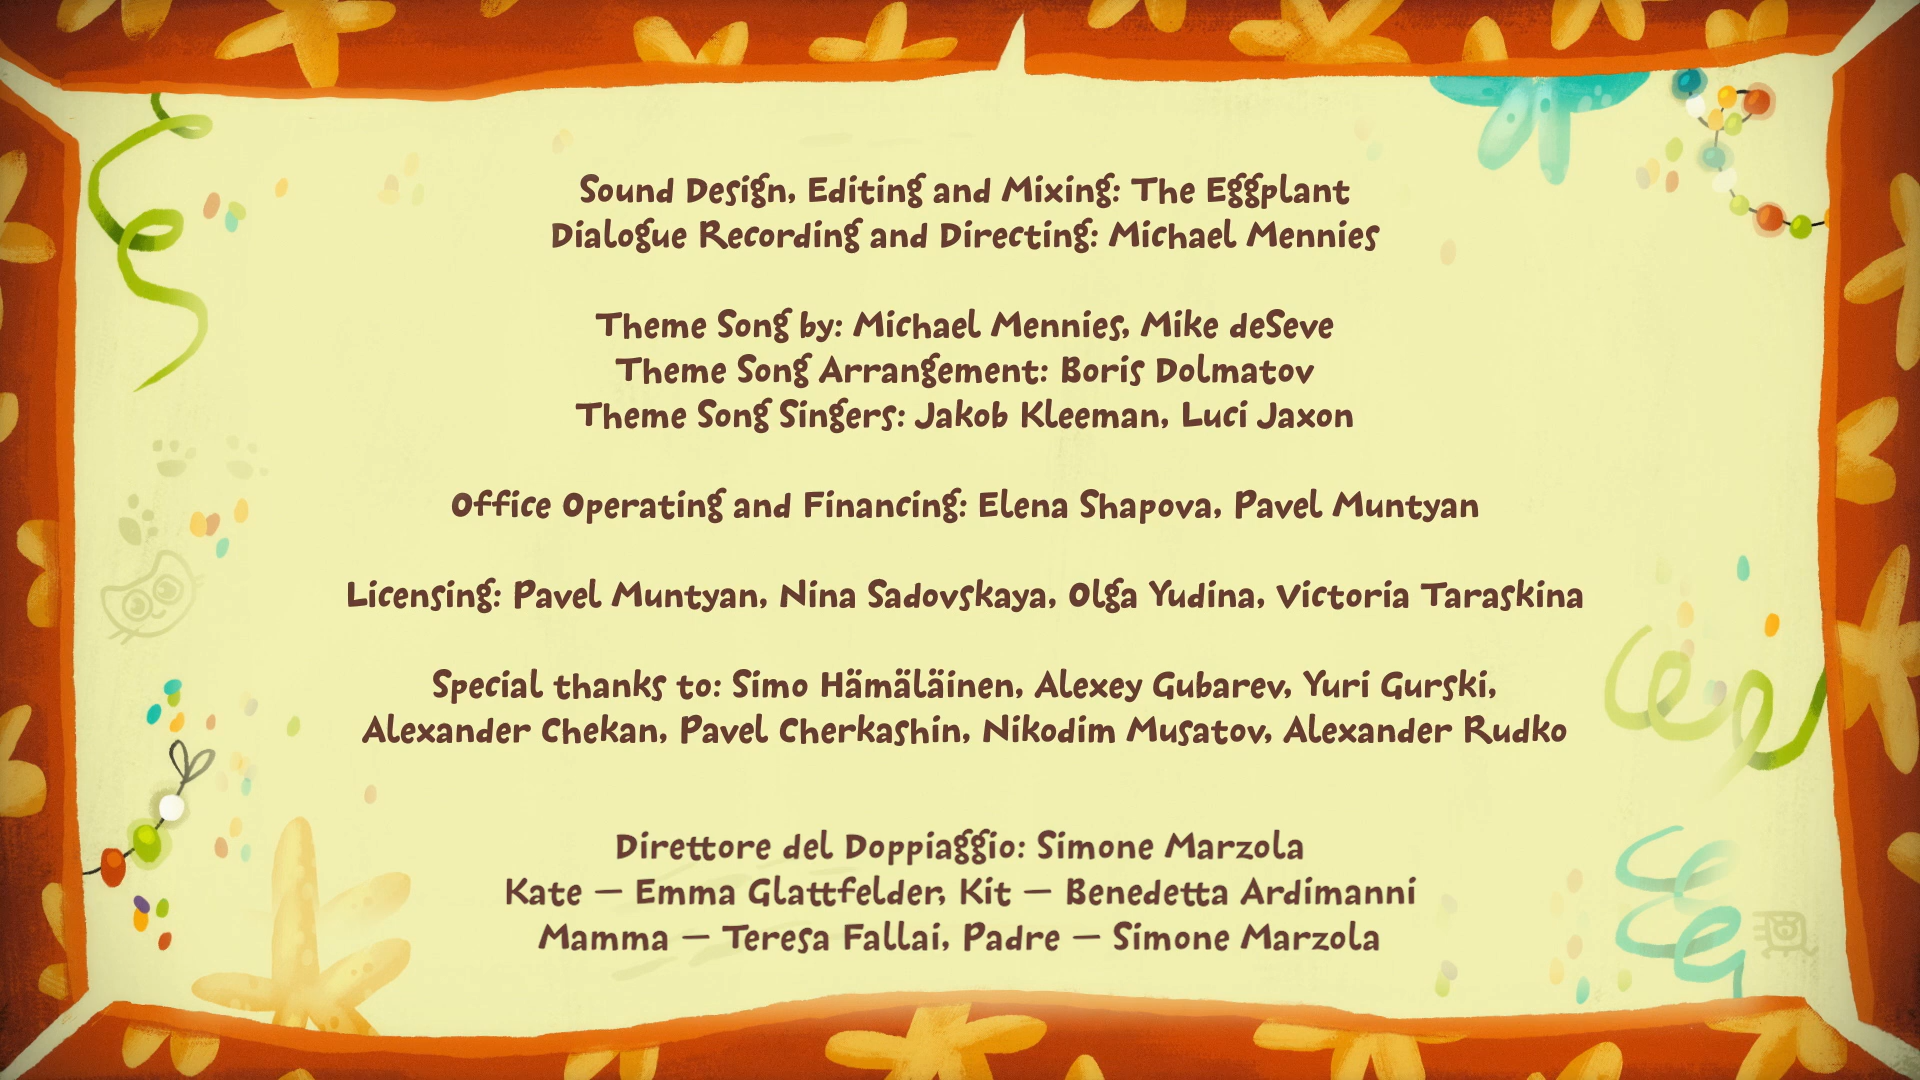 Sound Design, Editing and Mixing: The Eggplant
Dialogue Recording and Directing: Michael Mennies
Theme Song by: Michael Mennies, Mike deSeve
Theme Song Arrangement: Boris Dolmatov
Theme Song Singers: Jakob Kleeman, Luci Jaxon
Office Operating and Financing: Elena Shapova, Pavel Muntyan
Licensing: Pavel Muntyan, Nina Sadovskaya, Olga Yudina, Victoria Taraskina
Special thanks to: Simo Hämäläinen, Alexey Gubarev, Yuri Gurski,
Alexander Chekan, Pavel Cherkashin, Nikodim Musatov, Alexander Rudko
Direttore del Doppiaggio: Simone Marzola
Kate — Emma Glattfelder, Kit — Benedetta Ardimanni
Mamma — Teresa Fallai, Padre — Simone Marzola